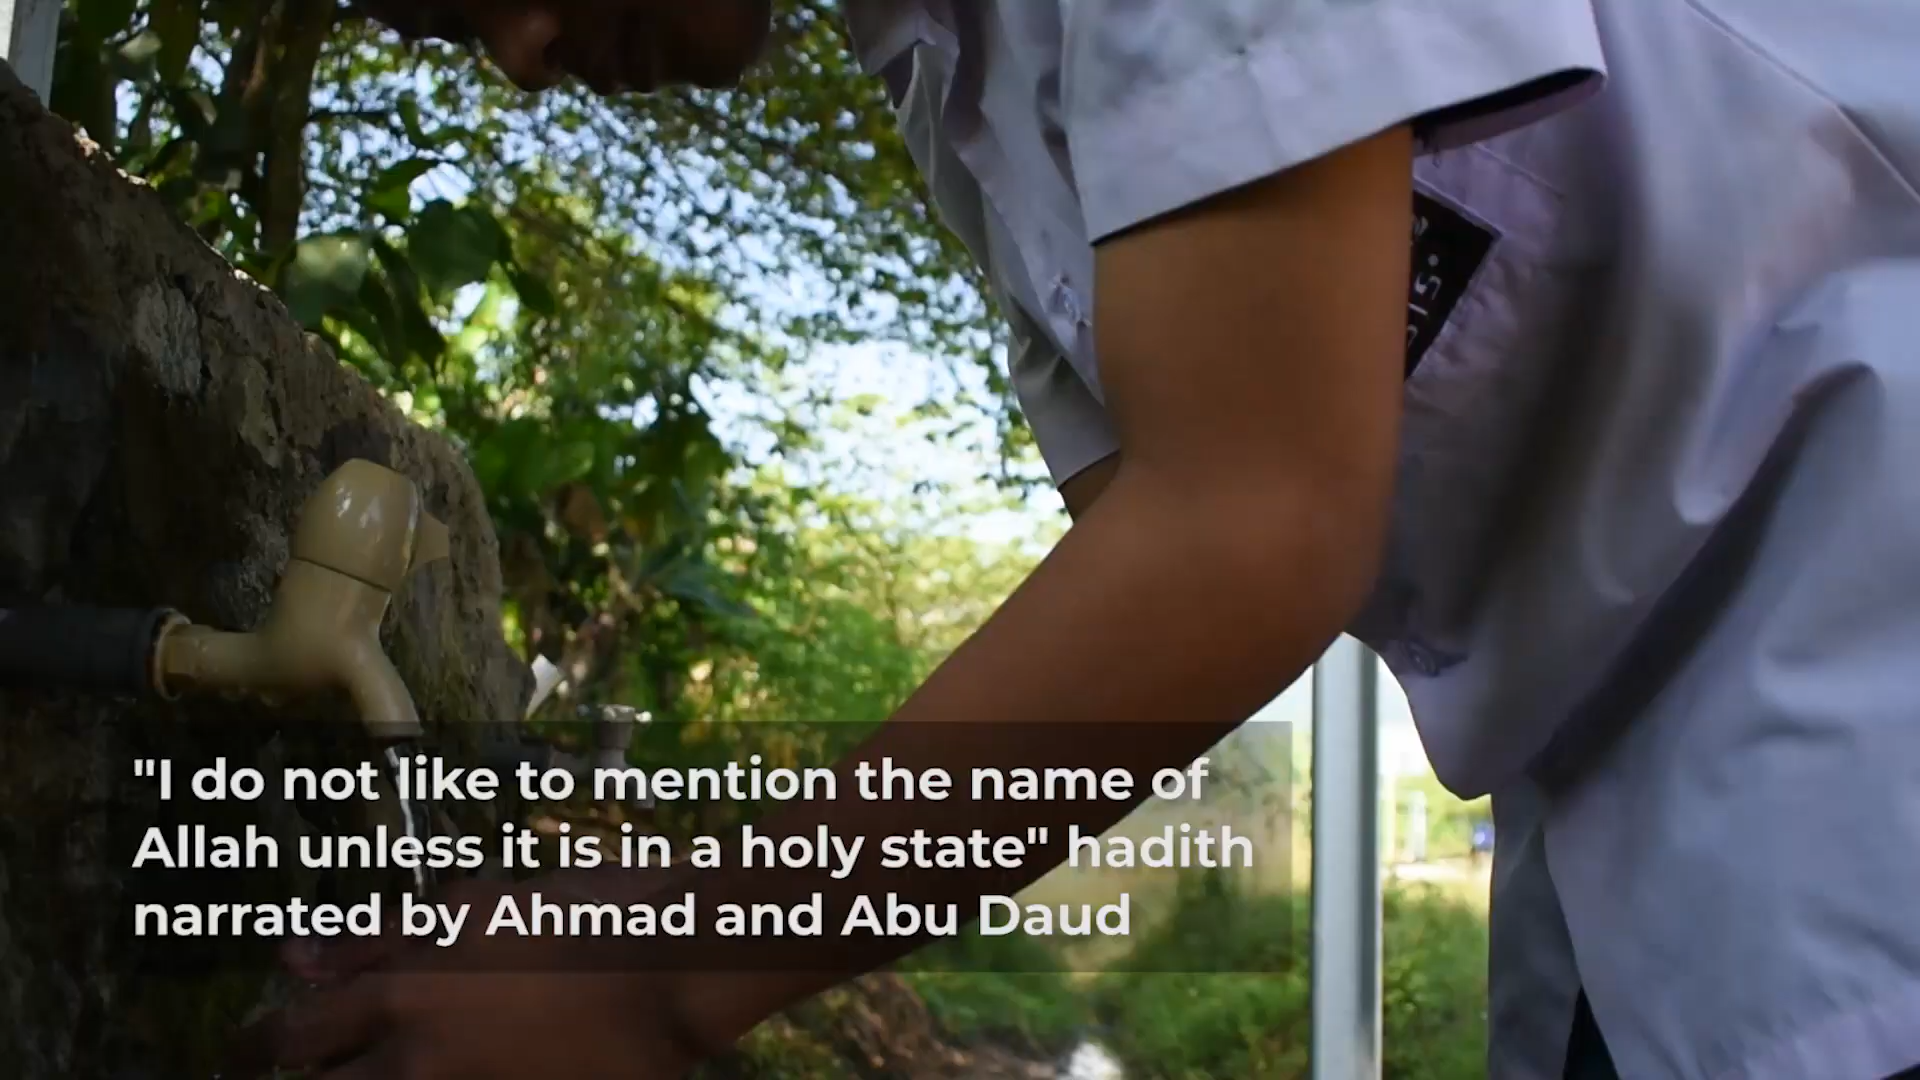 "I do not like to mention the name of
Allah unless it is in a holy state" hadith
narrated by Ahmad and Abu Daud